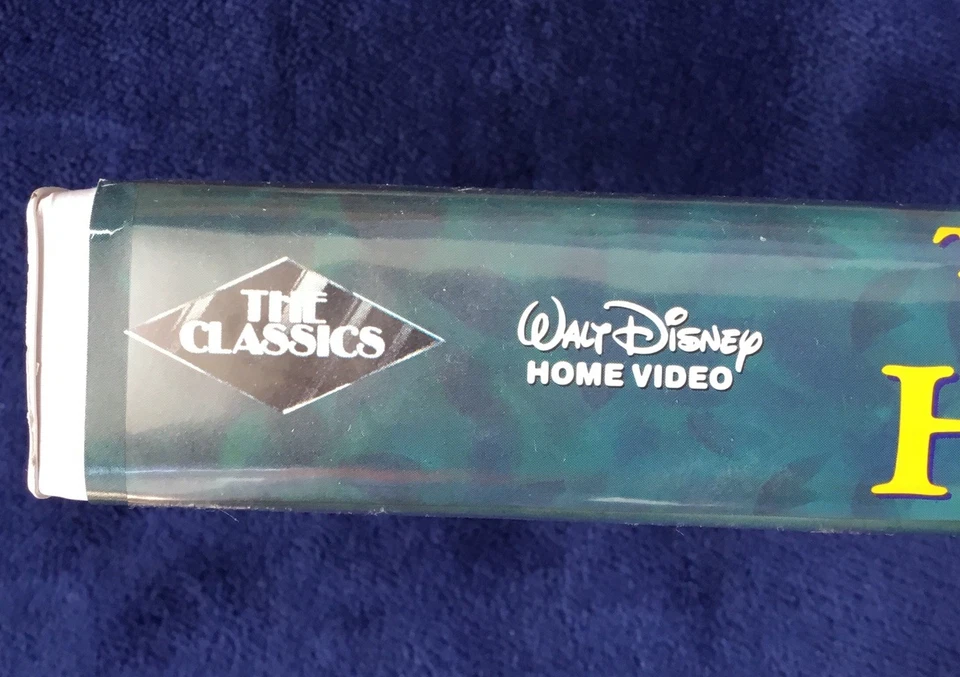 THE
CLASSICS
WALT DISNEY
HOME VIDEO
T
H